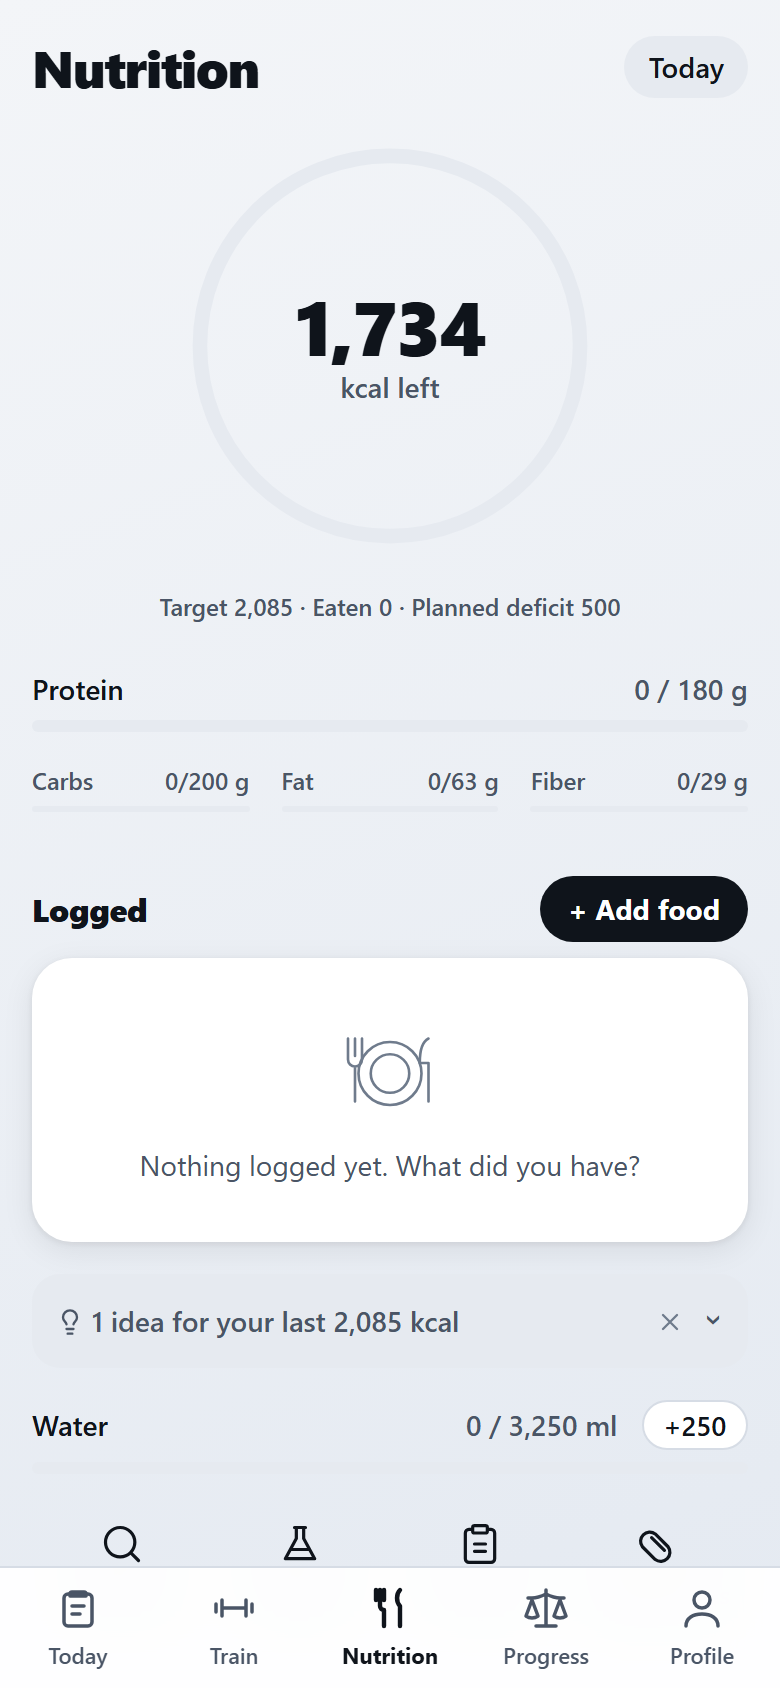 Nutrition
Today
1,734
kcal left
Target 2,085 · Eaten 0 · Planned deficit 500
Protein 0 / 180 g
Carbs 0/200 g Fat 0/63 g Fiber 0/29 g
Logged + Add food
Nothing logged yet. What did you have?
1 idea for your last 2,085 kcal
Water 0 / 3,250 ml +250
Today Train Nutrition Progress Profile